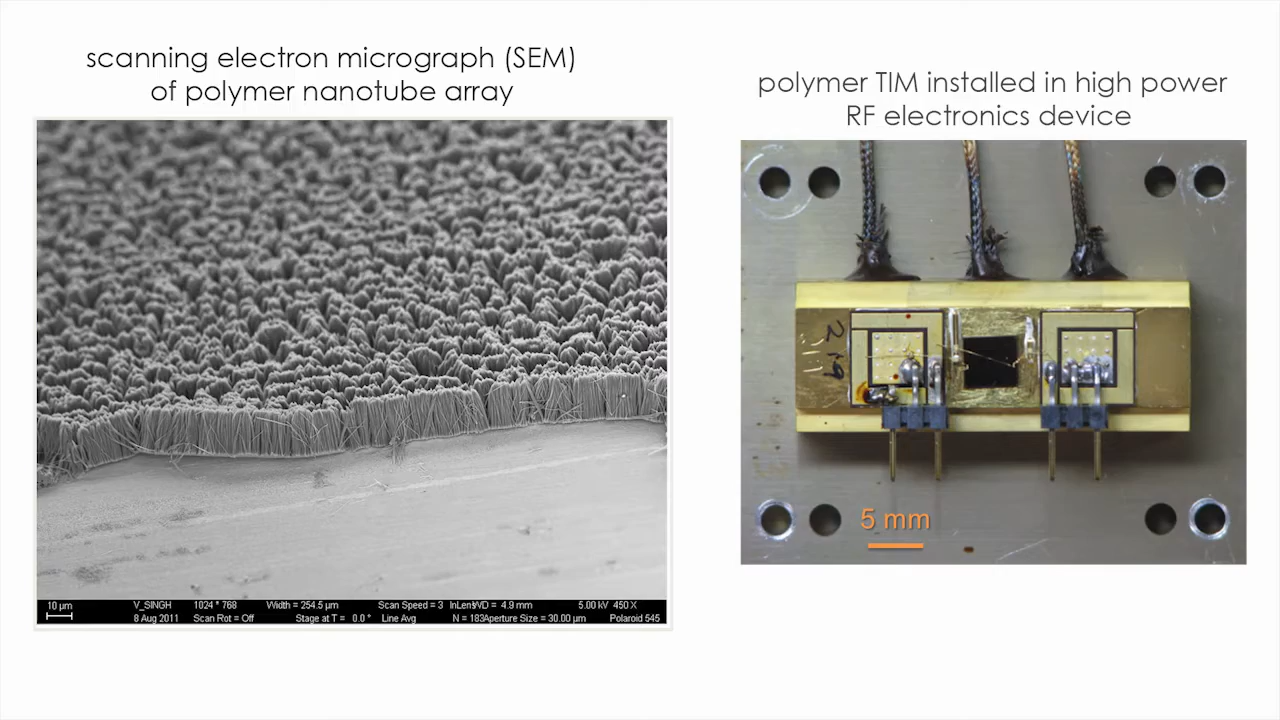 scanning electron micrograph (SEM)
of polymer nanotube array
polymer TIM installed in high power
RF electronics device
10 µm
V_SINGH 1024 * 768 Width = 254.5 µm Scan Speed = 3 InLens WD = 4.9 mm 5.00 kV 450 X
8 Aug 2011 Scan Rot = Off Stage at T = 0.0 ° Line Avg N = 183 Aperture Size = 30.00 µm Polaroid 545
5 mm